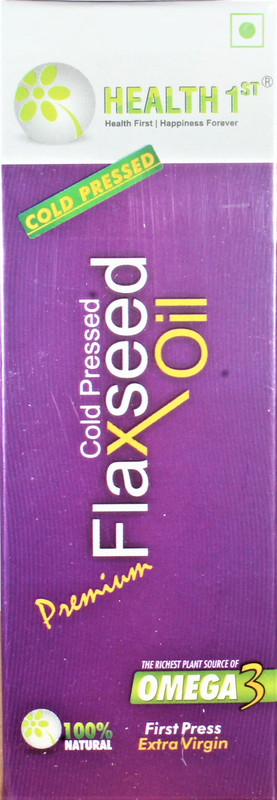 HEALTH 1ST®
Health First | Happiness Forever
COLD PRESSED
Premium
Cold Pressed
Flaxseed
Oil
THE RICHEST PLANT SOURCE OF
OMEGA 3
100%
NATURAL
First Press
Extra Virgin